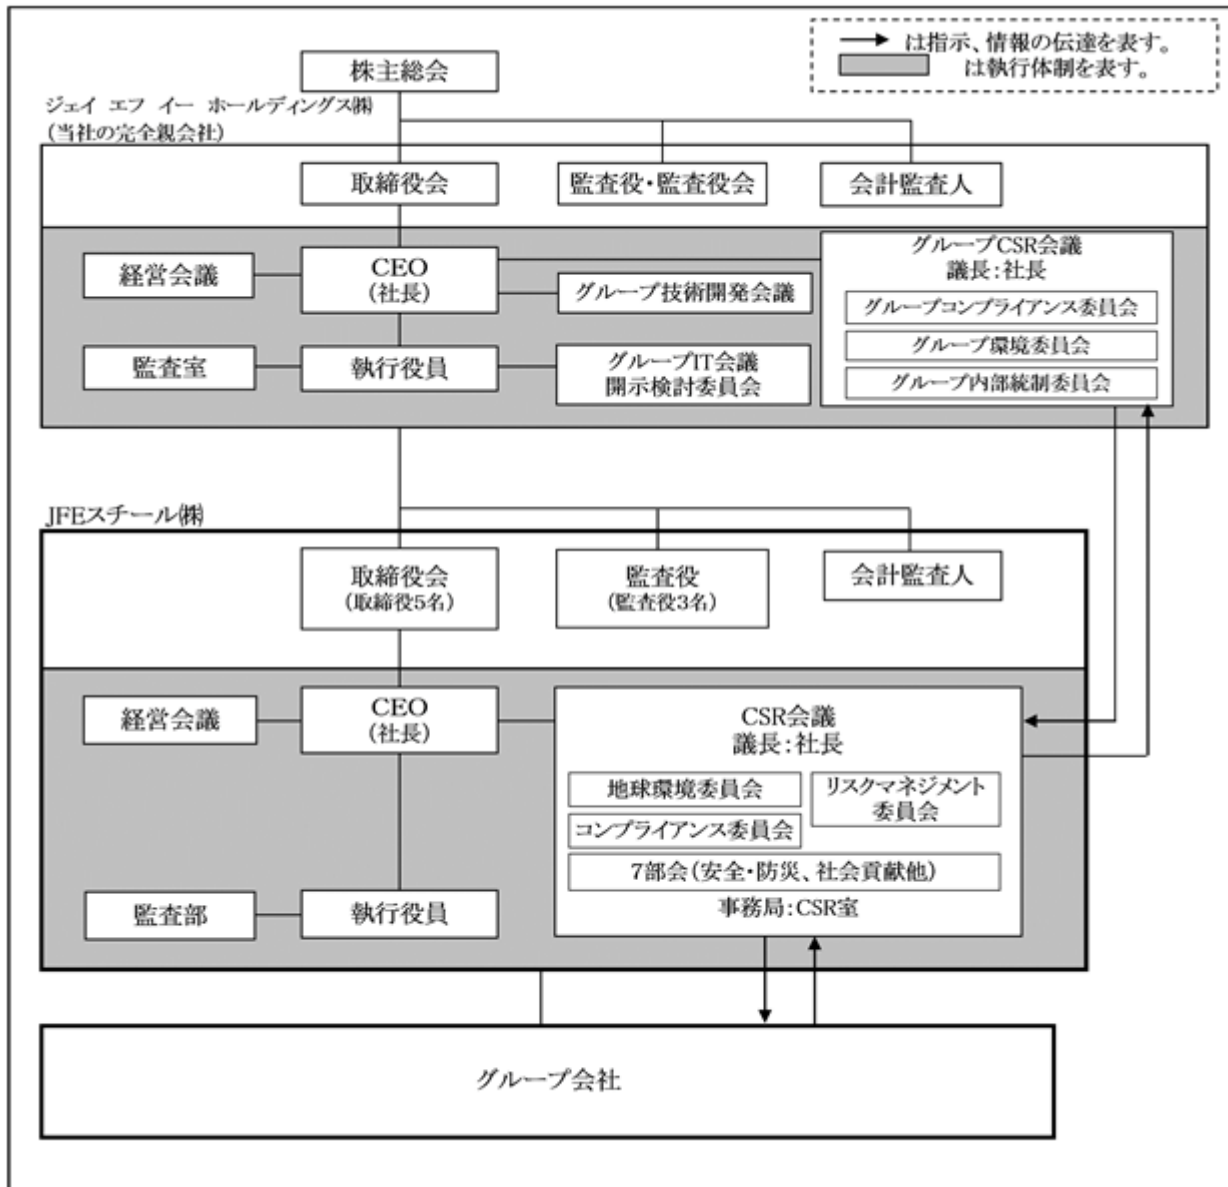 は指示、情報の伝達を表す。
は執行体制を表す。
株主総会
ジェイ エフ イー ホールディングス㈱
(当社の完全親会社)
取締役会
監査役・監査役会
会計監査人
経営会議
CEO
(社長)
グループ技術開発会議
グループCSR会議
議長:社長
グループコンプライアンス委員会
グループ環境委員会
グループ内部統制委員会
監査室
執行役員
グループIT会議
開示検討委員会
JFEスチール㈱
取締役会
(取締役5名)
監査役
(監査役3名)
会計監査人
経営会議
CEO
(社長)
CSR会議
議長:社長
地球環境委員会
リスクマネジメント
委員会
コンプライアンス委員会
7部会(安全・防災、社会貢献他)
事務局:CSR室
監査部
執行役員
グループ会社